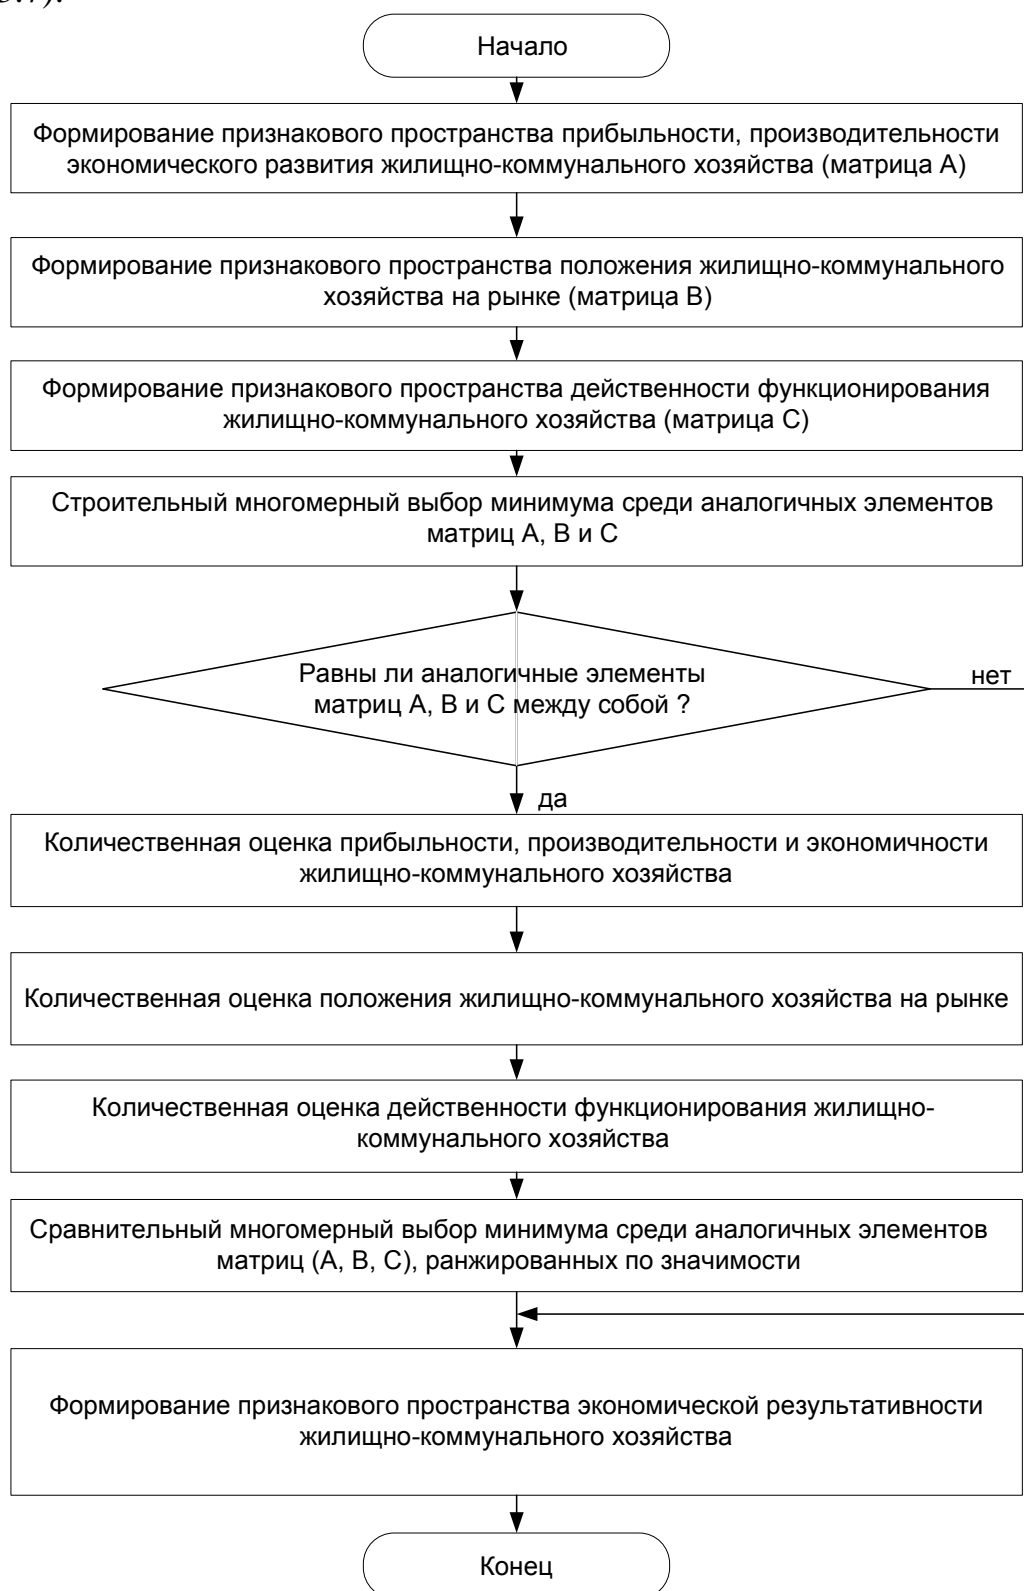 Начало
Формирование признакового пространства прибыльности, производительности
экономического развития жилищно-коммунального хозяйства (матрица А)
Формирование признакового пространства положения жилищно-коммунального
хозяйства на рынке (матрица В)
Формирование признакового пространства действенности функционирования
жилищно-коммунального хозяйства (матрица С)
Строительный многомерный выбор минимума среди аналогичных элементов
матриц А, В и С
Равны ли аналогичные элементы
матриц А, В и С между собой ?
нет
да
Количественная оценка прибыльности, производительности и экономичности
жилищно-коммунального хозяйства
Количественная оценка положения жилищно-коммунального хозяйства на рынке
Количественная оценка действенности функционирования жилищно-
коммунального хозяйства
Сравнительный многомерный выбор минимума среди аналогичных элементов
матриц (А, В, С), ранжированных по значимости
Формирование признакового пространства экономической результативности
жилищно-коммунального хозяйства
Конец